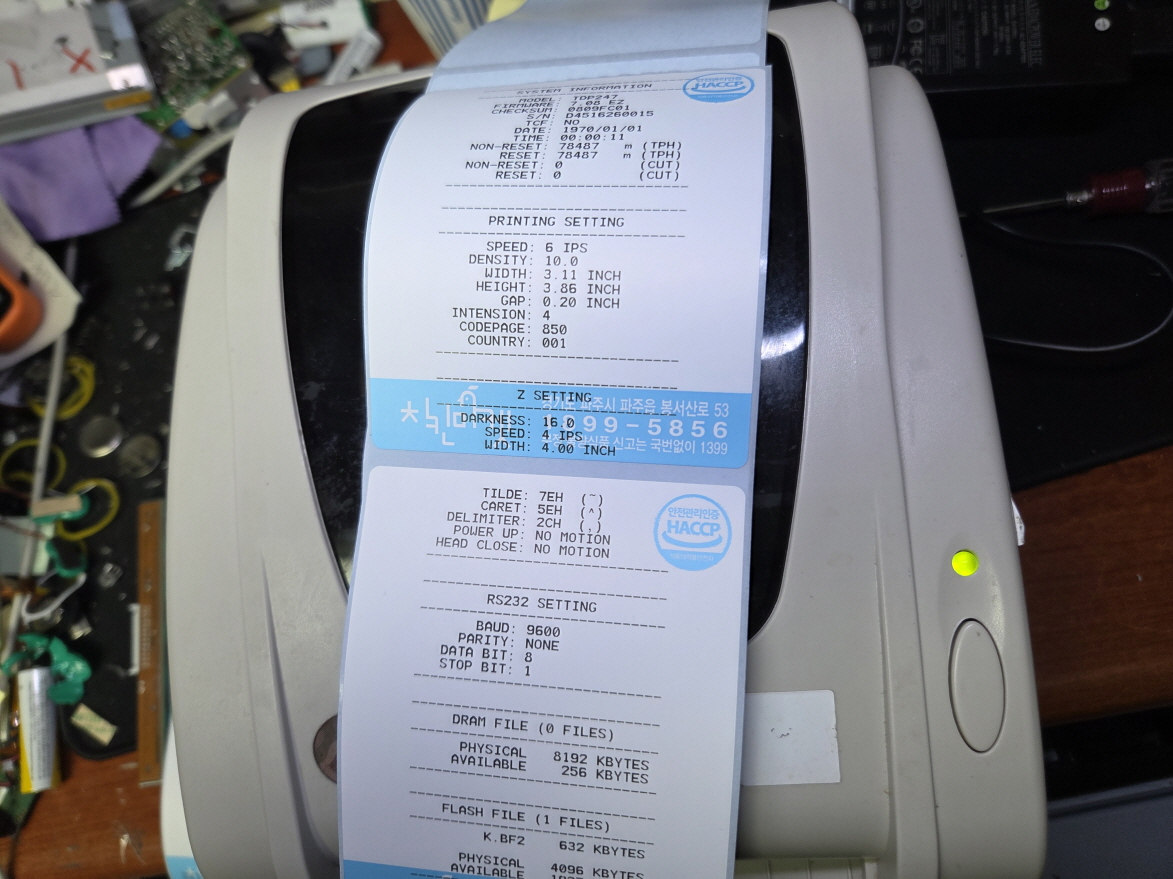 SYSTEM INFORMATION
HACCP
MODEL: TDP247
FIRMWARE: 7.08 EZ
CHECKSUM: 0809FC01
S/N: D4516260015
TCF: NO
DATE: 1970/01/01
TIME: 00:00:11
NON-RESET: 78487 m (TPH)
RESET: 78487 m (TPH)
NON-RESET: 0 (CUT)
RESET: 0 (CUT)
PRINTING SETTING
SPEED: 6 IPS
DENSITY: 10.0
WIDTH: 3.11 INCH
HEIGHT: 3.86 INCH
GAP: 0.20 INCH
INTENSION: 4
CODEPAGE: 850
COUNTRY: 001
Z SETTING
파주시 파주읍 봉서산로 53
DARKNESS: 16.0
1899-5856
SPEED: 4 IPS
신고는 국번없이 1399
WIDTH: 4.00 INCH
TILDE: 7EH (~)
CARET: 5EH (^)
DELIMITER: 2CH (,)
POWER UP: NO MOTION
HEAD CLOSE: NO MOTION
안전관리인증
HACCP
RS232 SETTING
BAUD: 9600
PARITY: NONE
DATA BIT: 8
STOP BIT: 1
DRAM FILE (0 FILES)
PHYSICAL 8192 KBYTES
AVAILABLE 256 KBYTES
FLASH FILE (1 FILES)
K.BF2 632 KBYTES
PHYSICAL 4096 KBYTES
AVAILABLE KBYTES